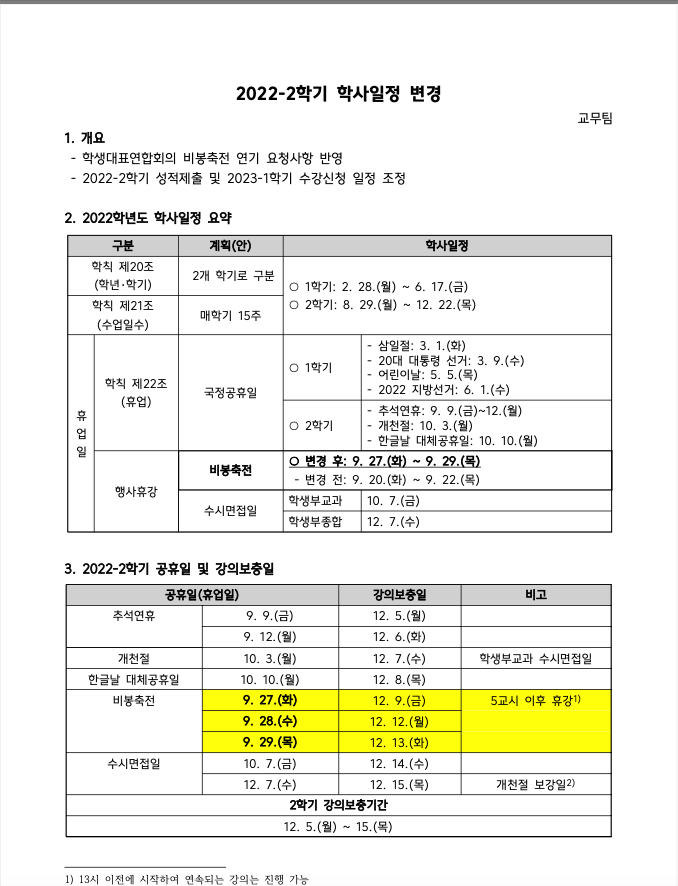 2022-2학기 학사일정 변경
교무팀
1. 개요
- 학생대표연합회의 비봉축전 연기 요청사항 반영
- 2022-2학기 성적제출 및 2023-1학기 수강신청 일정 조정
2. 2022학년도 학사일정 요약
구분 계획(안) 학사일정
학칙 제20조
(학년·학기)
2개 학기로 구분
○ 1학기: 2. 28.(월) ~ 6. 17.(금)
○ 2학기: 8. 29.(월) ~ 12. 22.(목)
학칙 제21조
(수업일수)
매학기 15주
휴
업
일
학칙 제22조
(휴업)
국정공휴일
○ 1학기
- 삼일절: 3. 1.(화)
- 20대 대통령 선거: 3. 9.(수)
- 어린이날: 5. 5.(목)
- 2022 지방선거: 6. 1.(수)
○ 2학기
- 추석연휴: 9. 9.(금)~12.(월)
- 개천절: 10. 3.(월)
- 한글날 대체공휴일: 10. 10.(월)
행사휴강
비봉축전
○ 변경 후: 9. 27.(화) ~ 9. 29.(목)
- 변경 전: 9. 20.(화) ~ 9. 22.(목)
수시면접일
학생부교과 10. 7.(금)
학생부종합 12. 7.(수)
3. 2022-2학기 공휴일 및 강의보충일
공휴일(휴업일) 강의보충일 비고
추석연휴 9. 9.(금) 12. 5.(월)
9. 12.(월) 12. 6.(화)
개천절 10. 3.(월) 12. 7.(수) 학생부교과 수시면접일
한글날 대체공휴일 10. 10.(월) 12. 8.(목)
비봉축전 9. 27.(화) 12. 9.(금) 5교시 이후 휴강1)
9. 28.(수) 12. 12.(월)
9. 29.(목) 12. 13.(화)
수시면접일 10. 7.(금) 12. 14.(수)
12. 7.(수) 12. 15.(목) 개천절 보강일2)
2학기 강의보충기간
12. 5.(월) ~ 15.(목)
1) 13시 이전에 시작하여 연속되는 강의는 진행 가능